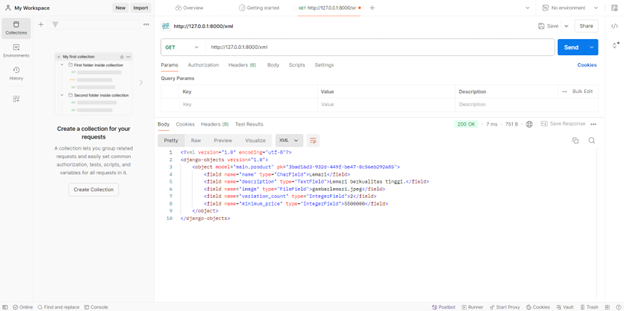 My Workspace
New
Import
Overview
Getting started
GET http://127.0.0.1:8000/xml
No environment
Collections
Environments
History
My first collection
First folder inside collection
Second folder inside collection
Create a collection for your
requests
A collection lets you group related
requests and easily set common
authorization, tests, scripts, and
variables for all requests in it.
Create Collection
http://127.0.0.1:8000/xml
Save
Share
GET
http://127.0.0.1:8000/xml
Send
Params
Authorization
Headers (6)
Body
Scripts
Settings
Cookies
Query Params
Key
Value
Description
Bulk Edit
Key
Value
Description
Body
Cookies
Headers (8)
Test Results
200 OK
7 ms
751 B
Save Response
Pretty
Raw
Preview
Visualize
XML
1 <?xml version="1.0" encoding="utf-8"?>
2 <django-objects version="1.0">
3 <object model="main.product"
4 <field name="name" type="CharField">Lemari</field>
5 <field name="description" type="TextField">Lemari berkualitas tinggi.</field>
6 <field name="image" type="FileField">gambarlemari.jpeg</field>
7 <field name="variation_count" type="IntegerField">2</field>
8 <field name="minimum_price" type="IntegerField">5500000</field>
9 </object>
10 </django-objects>
Online
Find and replace
Console
Postbot
Runner
Start Proxy
Cookies
Vault
Trash